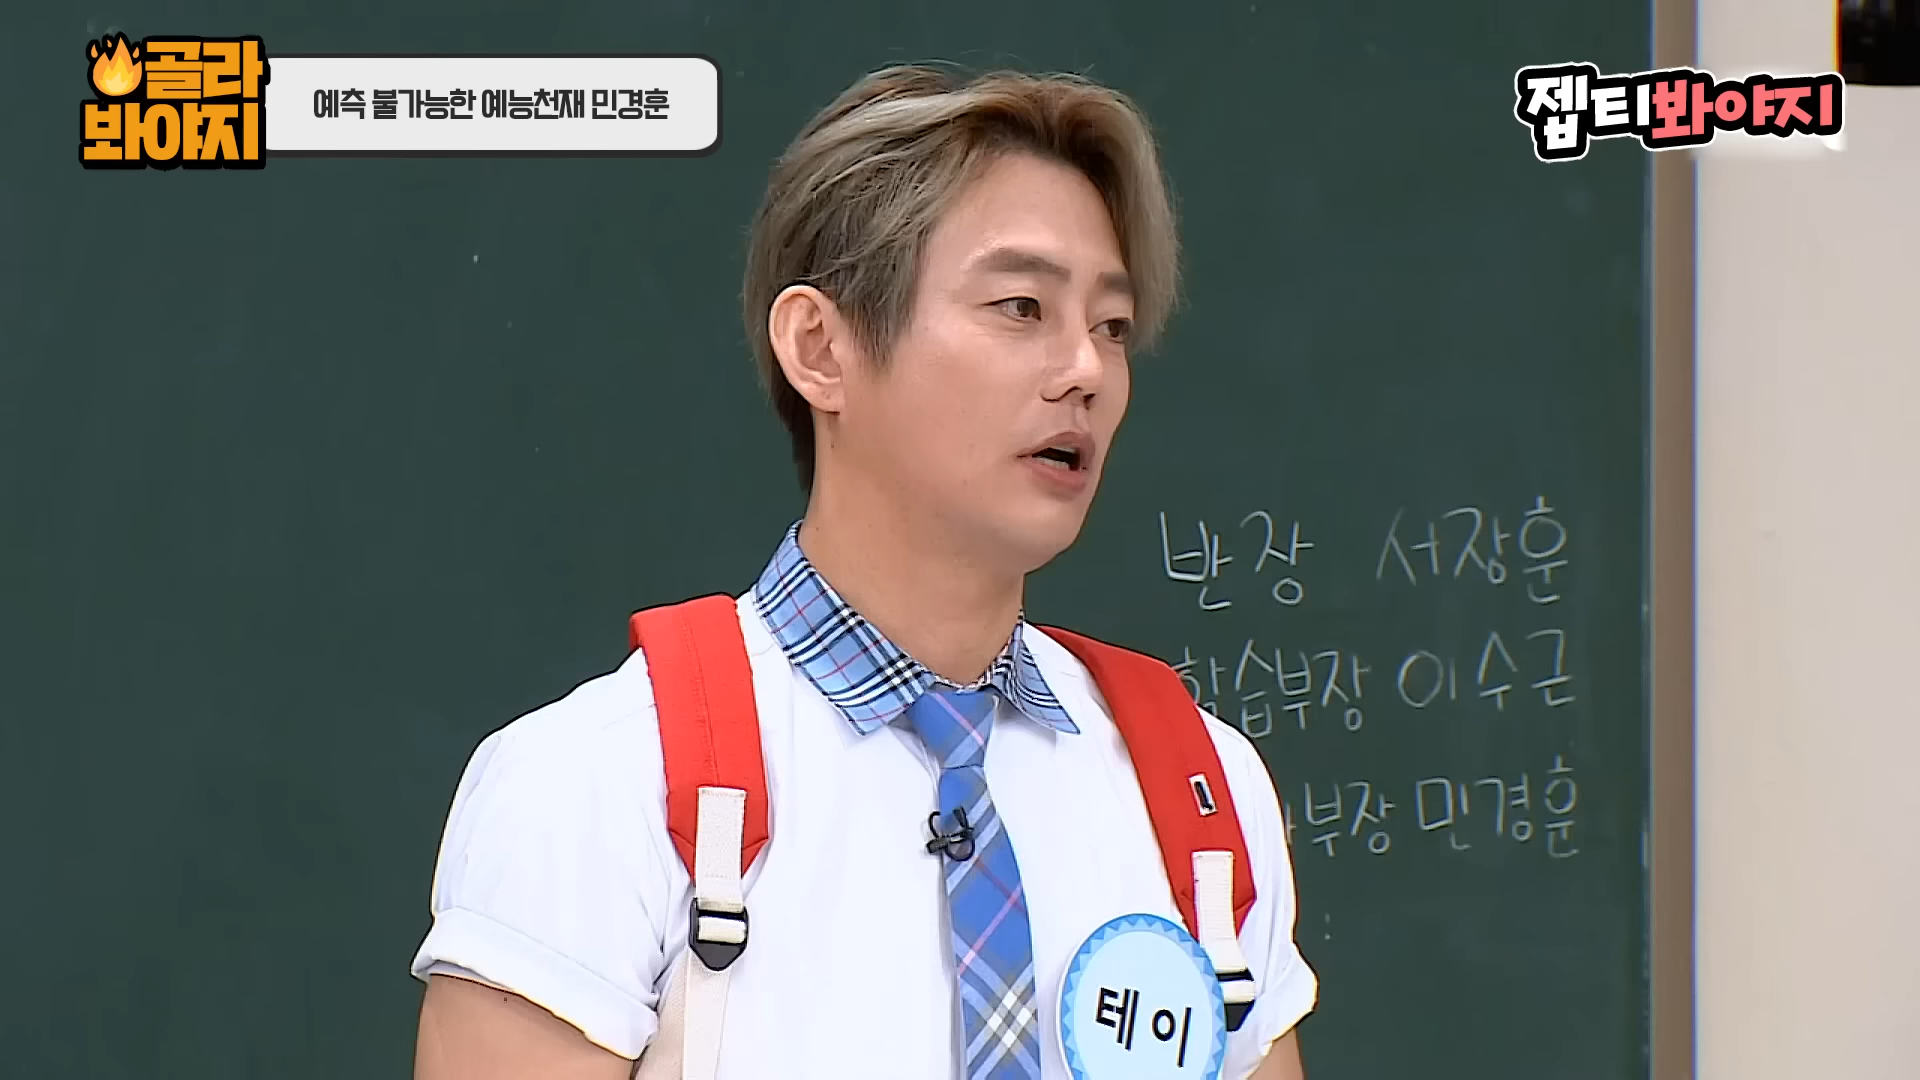 골라
봐야지
예측 불가능한 예능천재 민경훈
젭티봐야지
반장 서장훈
학습부장 이수근
부장 민경훈
테이